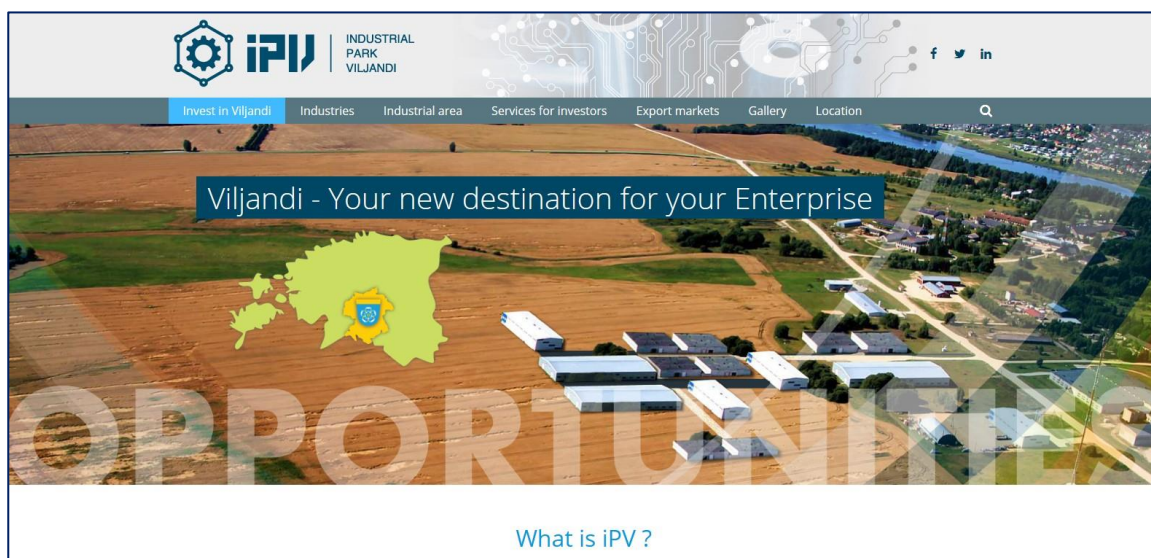 iPV
INDUSTRIAL
PARK
VILJANDI
f in
Invest in Viljandi Industries Industrial area Services for investors Export markets Gallery Location
Viljandi - Your new destination for your Enterprise
OPPORTUNITIES
What is iPV ?